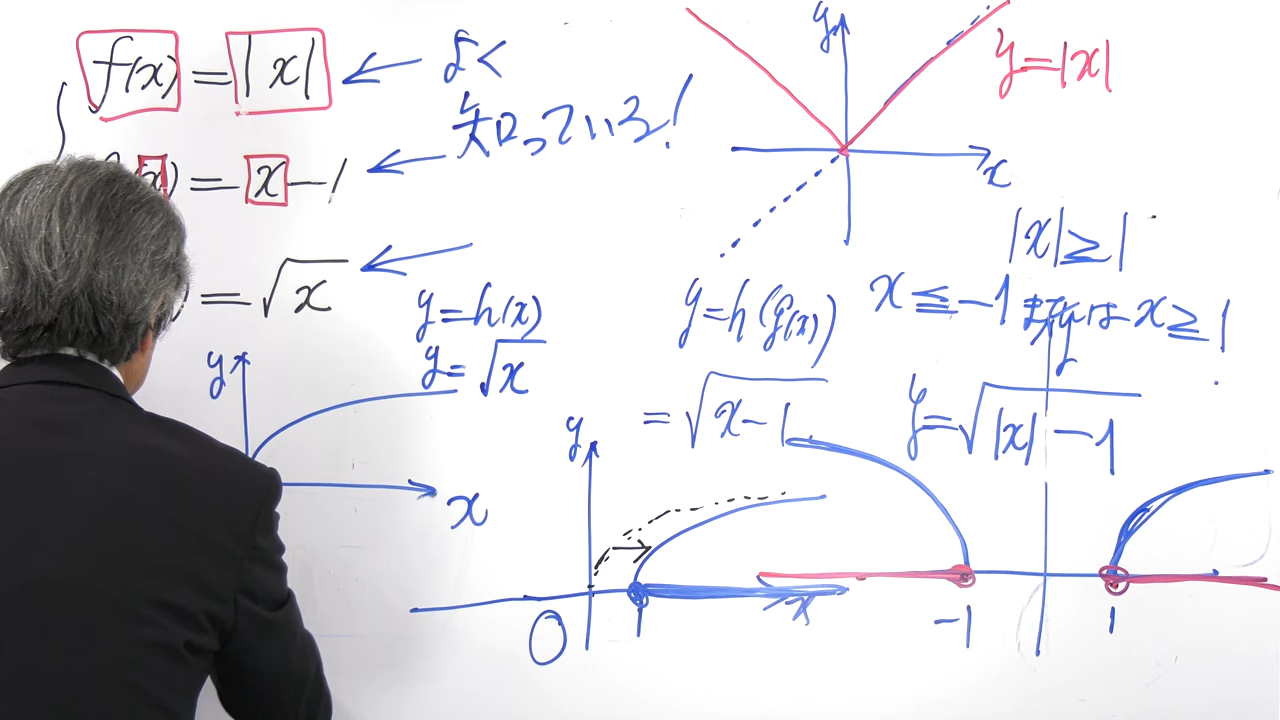 f(x) = |x| ← よく
知っている!
(x) = x - 1 ←
= √x ←
y = h(x)
y = √x
y
x
y
x
y = |x|
|x| ≧ 1
x ≦ -1 または x ≧ 1
y = h(g(x))
= √(x-1)
y = √(|x|-1)
y
O
1
x
y
-1
1